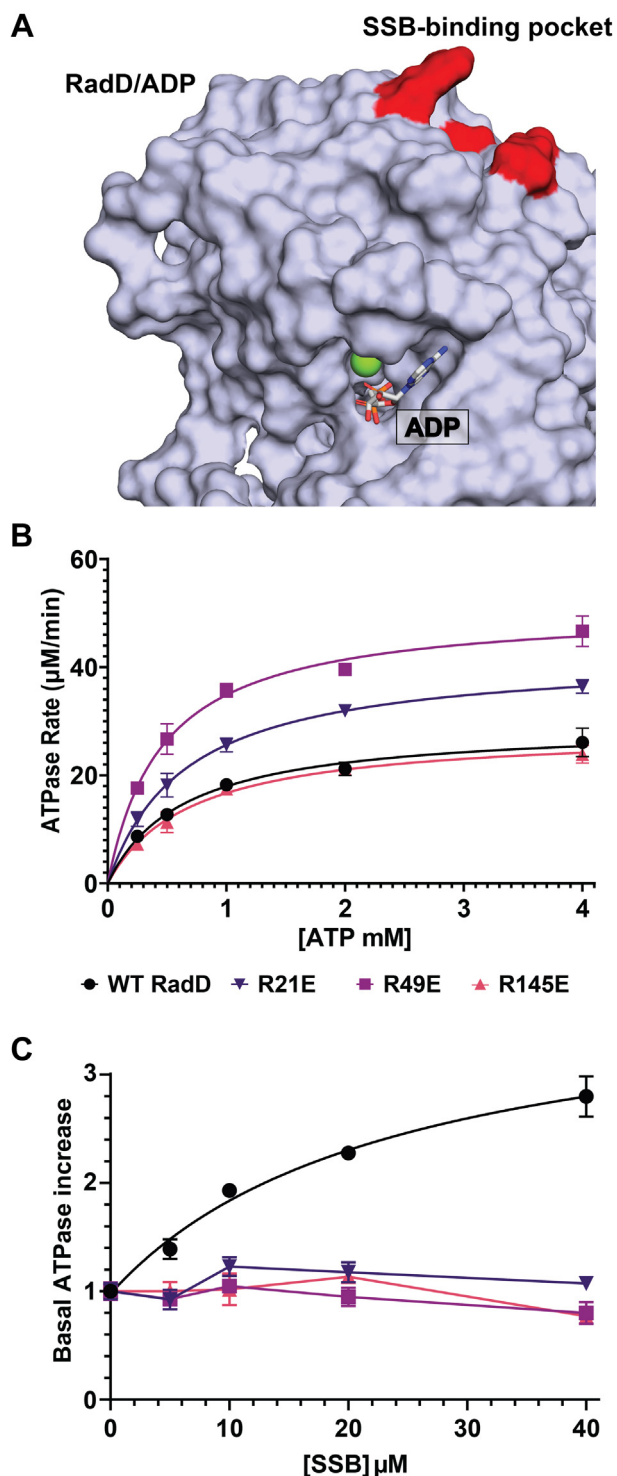 A
SSB-binding pocket
RadD/ADP
ADP
B
60
40
20
0
ATPase Rate (µM/min)
0 1 2 3 4
[ATP mM]
WT RadD R21E R49E R145E
C
3
2
1
0
Basal ATPase increase
0 10 20 30 40
[SSB] µM